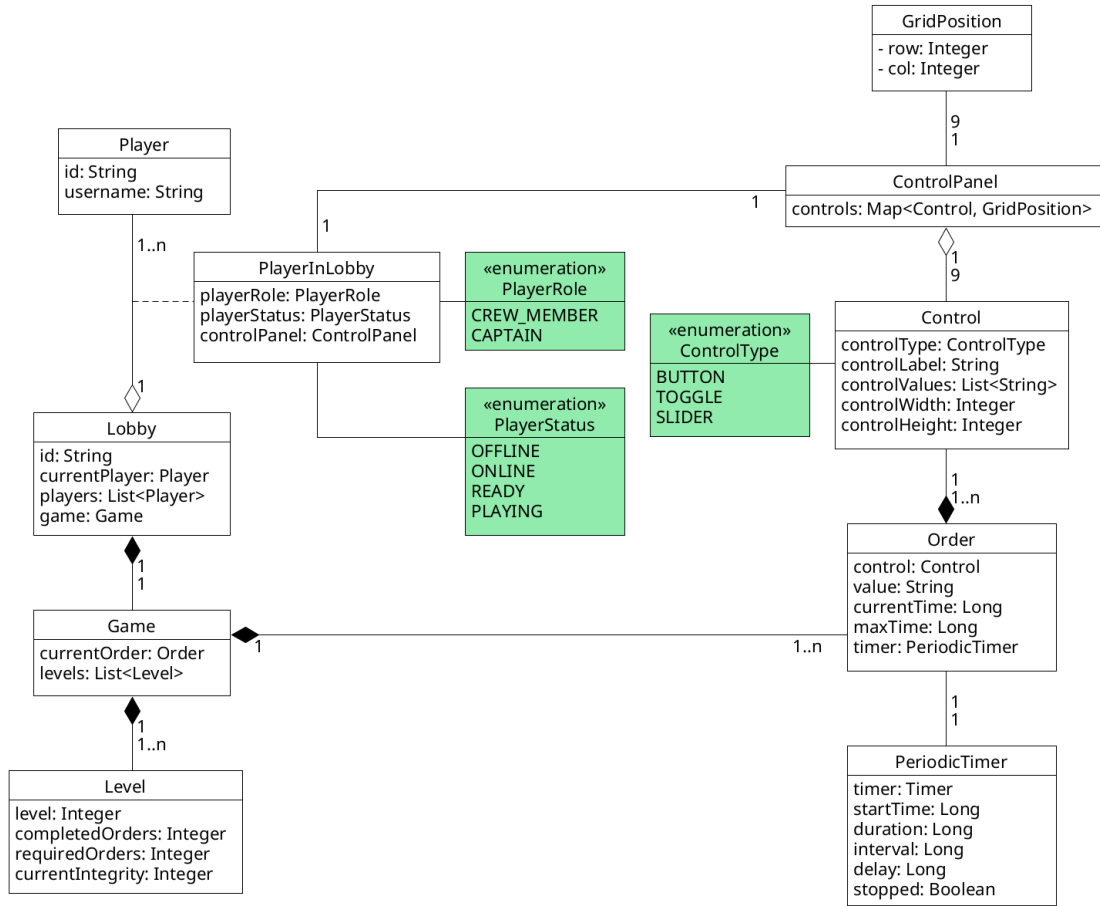 GridPosition
- row: Integer
- col: Integer
9
1
Player
id: String
username: String
1..n
ControlPanel
controls: Map<Control, GridPosition>
1
1
1
9
PlayerInLobby
playerRole: PlayerRole
playerStatus: PlayerStatus
controlPanel: ControlPanel
«enumeration»
PlayerRole
CREW_MEMBER
CAPTAIN
«enumeration»
ControlType
BUTTON
TOGGLE
SLIDER
Control
controlType: ControlType
controlLabel: String
controlValues: List<String>
controlWidth: Integer
controlHeight: Integer
1
1..n
«enumeration»
PlayerStatus
OFFLINE
ONLINE
READY
PLAYING
1
Lobby
id: String
currentPlayer: Player
players: List<Player>
game: Game
1
1
Order
control: Control
value: String
currentTime: Long
maxTime: Long
timer: PeriodicTimer
Game
currentOrder: Order
levels: List<Level>
1
1..n
1
1..n
1
1
Level
level: Integer
completedOrders: Integer
requiredOrders: Integer
currentIntegrity: Integer
PeriodicTimer
timer: Timer
startTime: Long
duration: Long
interval: Long
delay: Long
stopped: Boolean